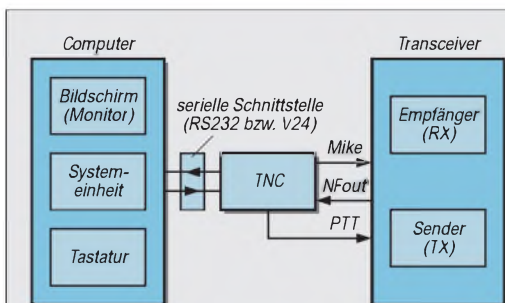 Computer
Transceiver
Bildschirm
(Monitor)
System-
einheit
Tastatur
serielle Schnittstelle
(RS232 bzw. V24)
TNC
Mike
NFout
PTT
Empfänger
(RX)
Sender
(TX)